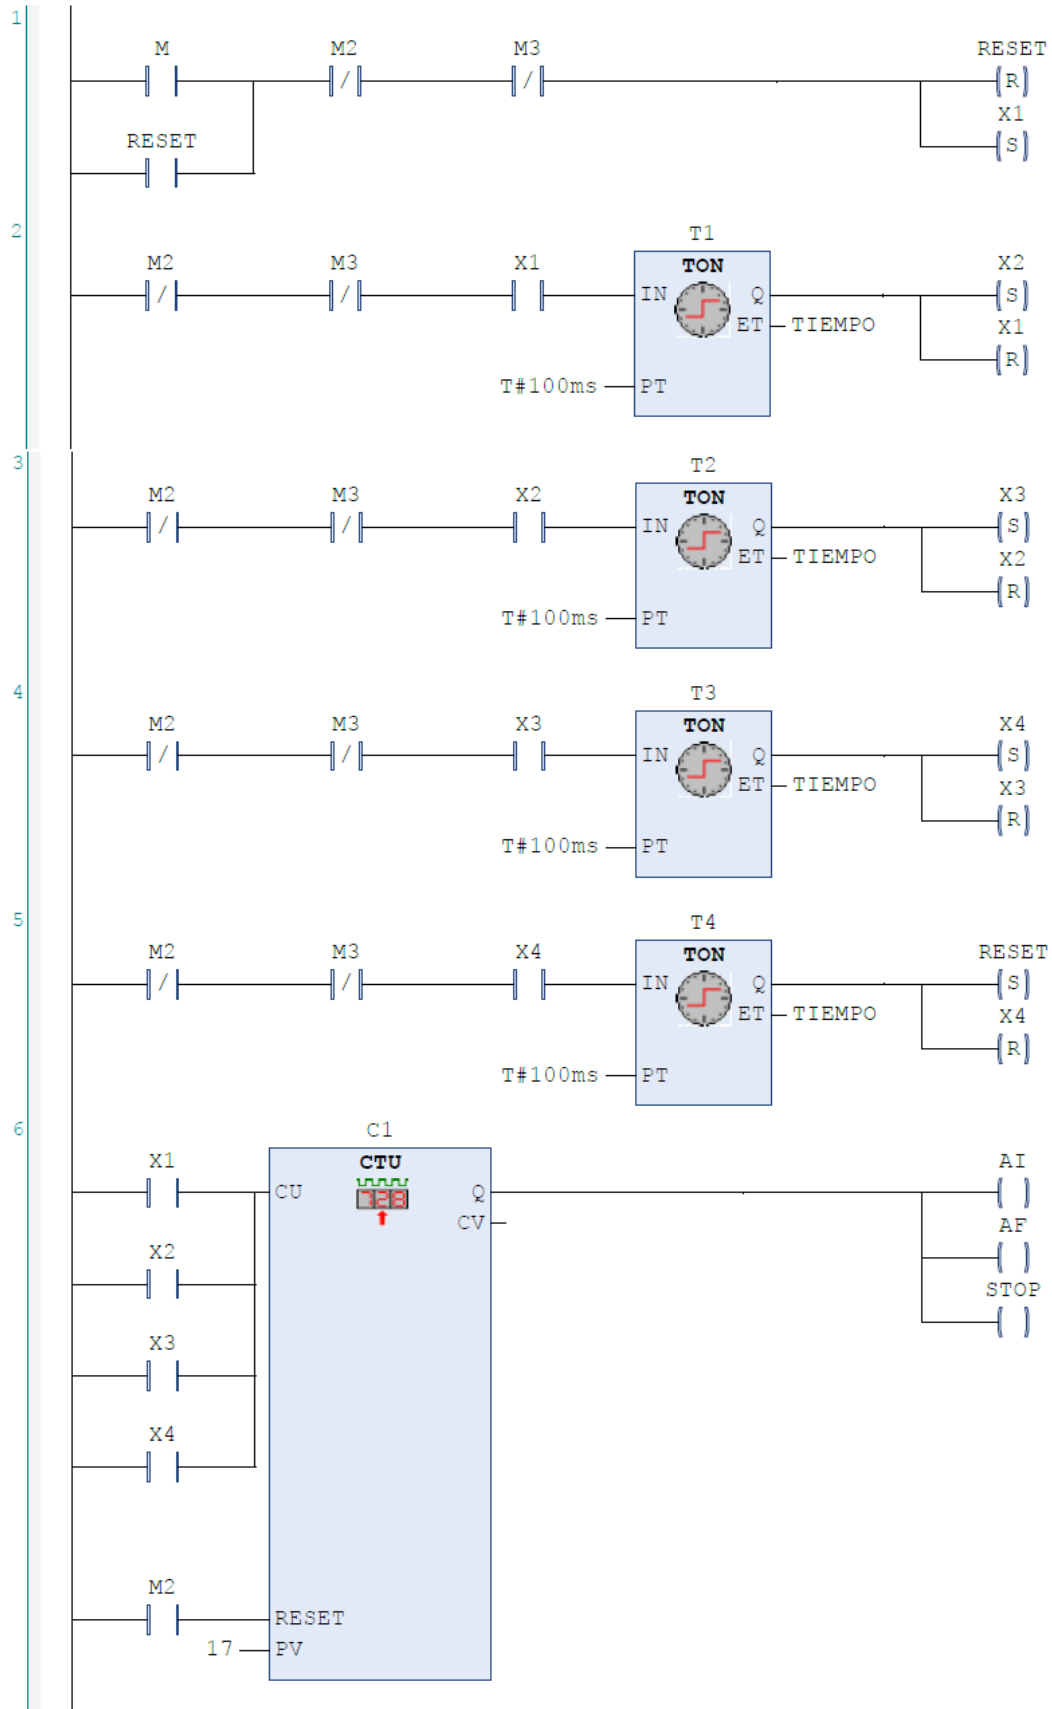 1
M M2 M3 RESET
/ / R
X1
RESET S
2
T1
M2 M3 X1 TON X2
/ / IN Q S
X1
ET TIEMPO
R
T#100ms PT
3
T2
M2 M3 X2 TON X3
/ / IN Q S
X2
ET TIEMPO
R
T#100ms PT
4
T3
M2 M3 X3 TON X4
/ / IN Q S
X3
ET TIEMPO
R
T#100ms PT
5
T4
M2 M3 X4 TON RESET
/ / IN Q S
X4
ET TIEMPO
R
T#100ms PT
6
C1
X1 CTU AI
CU 728 Q
CV
AF
X2
STOP
X3
X4
M2
RESET
17 PV